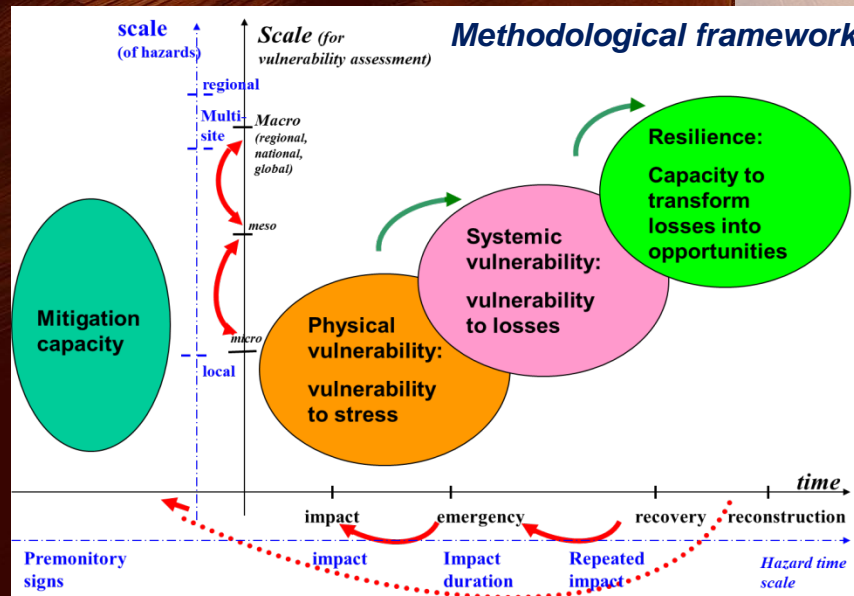 Methodological framework
scale
(of hazards)
Scale (for
vulnerability assessment)
regional
Multi-
site
Macro
(regional,
national,
global)
meso
micro
local
Mitigation
capacity
Physical
vulnerability:
vulnerability
to stress
Systemic
vulnerability:
vulnerability
to losses
Resilience:
Capacity to
transform
losses into
opportunities
time
impact
emergency
recovery
reconstruction
Premonitory
signs
impact
Impact
duration
Repeated
impact
Hazard time
scale